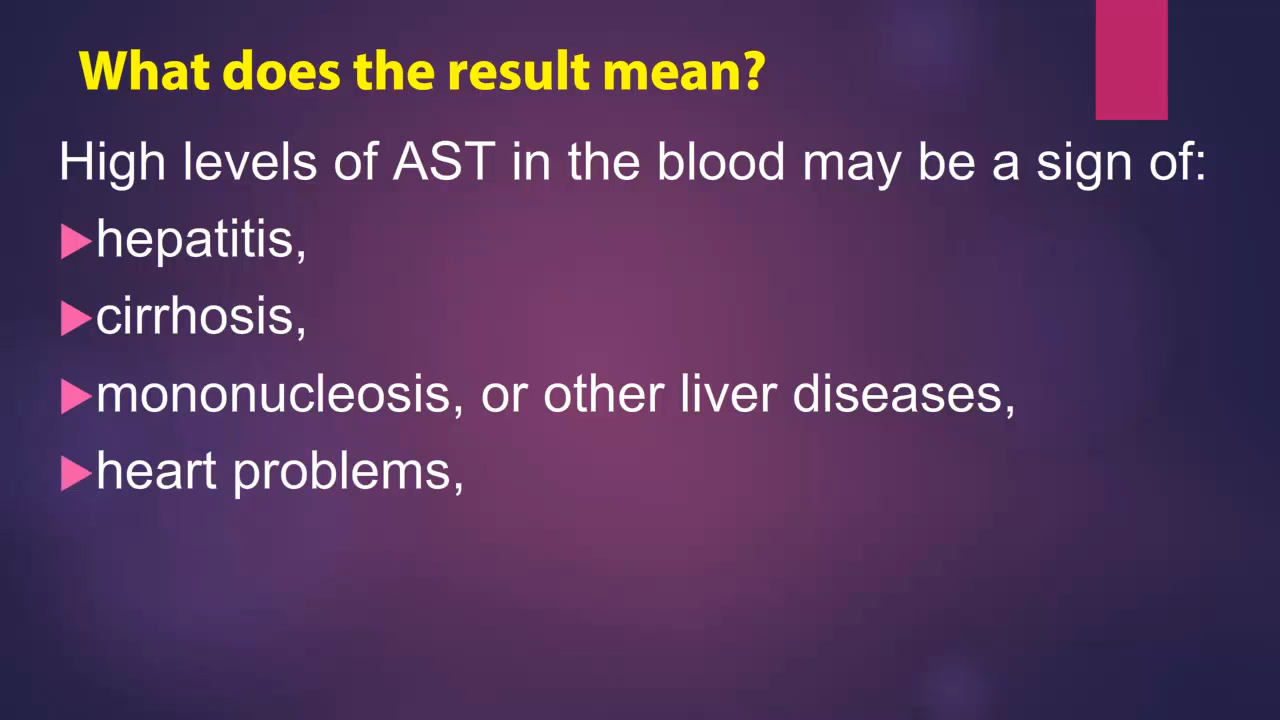 What does the result mean?
High levels of AST in the blood may be a sign of:
hepatitis,
cirrhosis,
mononucleosis, or other liver diseases,
heart problems,